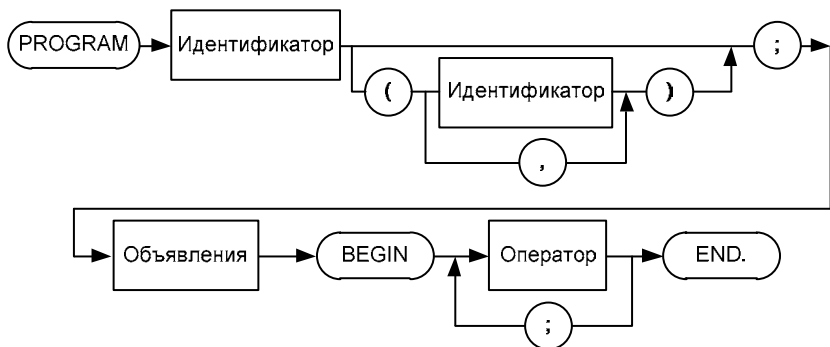 PROGRAM Идентификатор ;
( Идентификатор )
,
Объявления BEGIN Оператор END.
;